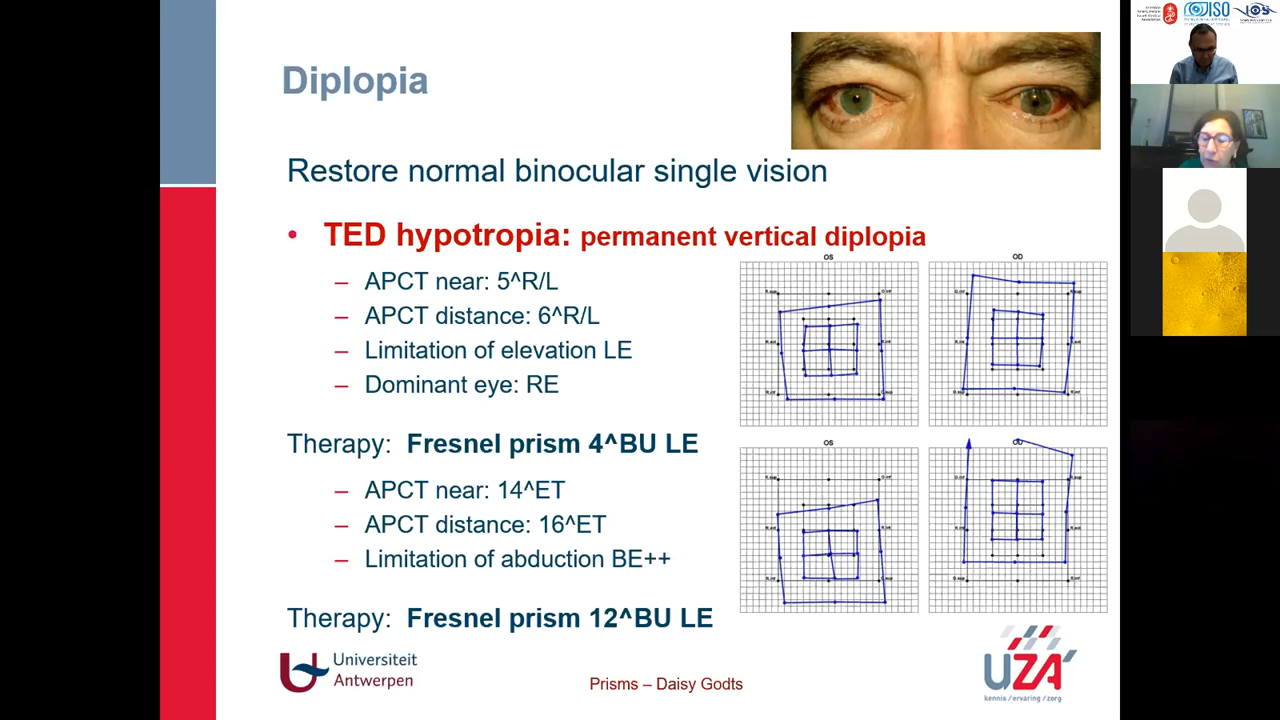 ISO
IOS
Diplopia
Restore normal binocular single vision
• TED hypotropia: permanent vertical diplopia
– APCT near: 5^R/L
– APCT distance: 6^R/L
– Limitation of elevation LE
– Dominant eye: RE
Therapy: Fresnel prism 4^BU LE
– APCT near: 14^ET
– APCT distance: 16^ET
– Limitation of abduction BE++
Therapy: Fresnel prism 12^BU LE
OS
OD
OS
OD
Universiteit
Antwerpen
Prisms – Daisy Godts
UZA
kennis / ervaring / zorg